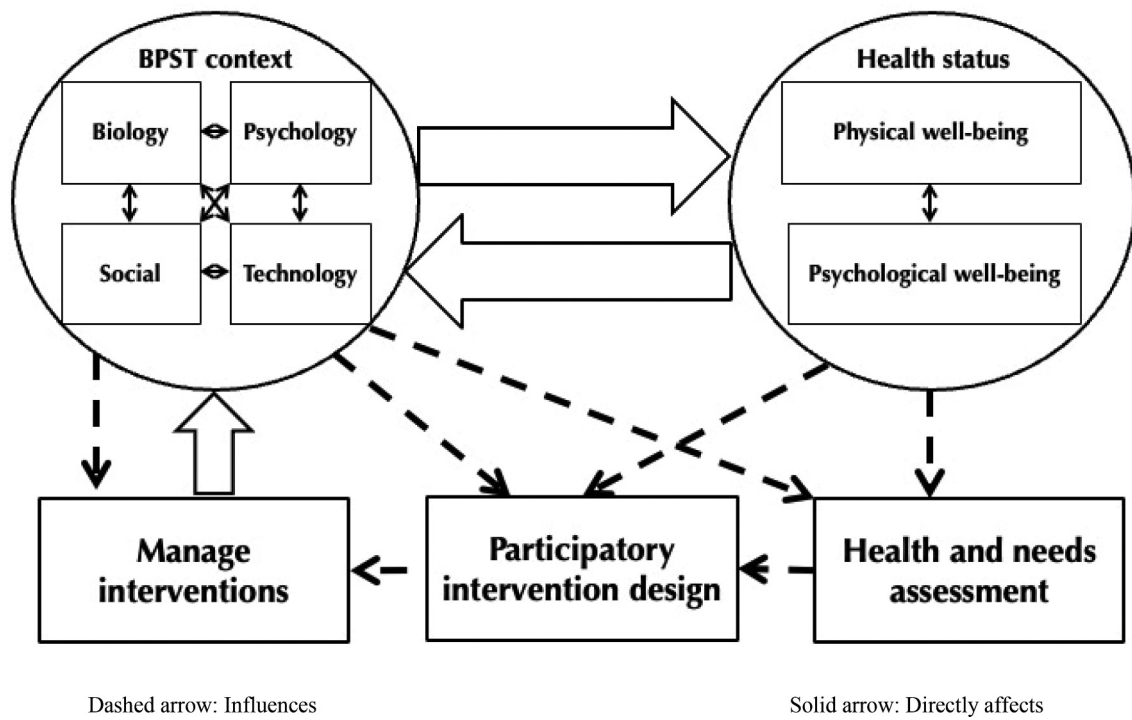 BPST context
Biology
Psychology
Social
Technology
Health status
Physical well-being
Psychological well-being
Manage
interventions
Participatory
intervention design
Health and needs
assessment
Dashed arrow: Influences
Solid arrow: Directly affects